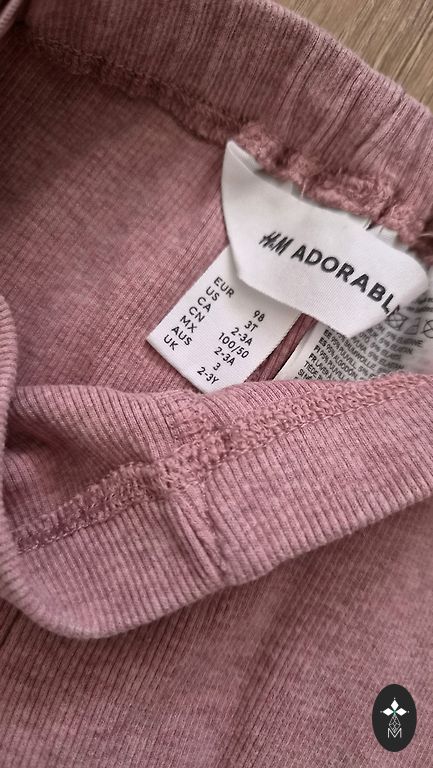 H&M ADORABL
EUR 98
US 3T
CA 2-3A
CN 100/50
MX 2-3A
AUS 3
UK 2-3Y
M